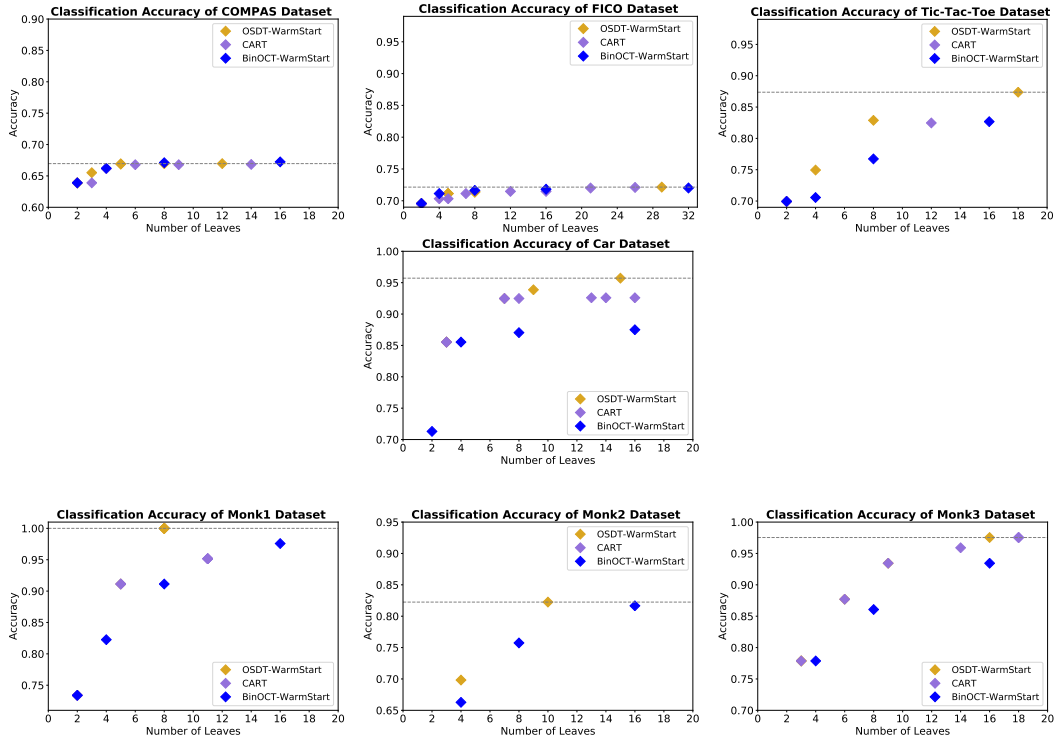 Classification Accuracy of COMPAS Dataset
0.90
0.85
0.80
0.75
0.70
0.65
0.60
Accuracy
OSDT-WarmStart
CART
BinOCT-WarmStart
0 2 4 6 8 10 12 14 16 18 20
Number of Leaves
Classification Accuracy of FICO Dataset
0.95
0.90
0.85
0.80
0.75
0.70
Accuracy
OSDT-WarmStart
CART
BinOCT-WarmStart
0 4 8 12 16 20 24 28 32
Number of Leaves
Classification Accuracy of Tic-Tac-Toe Dataset
0.95
0.90
0.85
0.80
0.75
0.70
Accuracy
OSDT-WarmStart
CART
BinOCT-WarmStart
0 2 4 6 8 10 12 14 16 18 20
Number of Leaves
Classification Accuracy of Car Dataset
1.00
0.95
0.90
0.85
0.80
0.75
0.70
Accuracy
OSDT-WarmStart
CART
BinOCT-WarmStart
0 2 4 6 8 10 12 14 16 18 20
Number of Leaves
Classification Accuracy of Monk1 Dataset
1.00
0.95
0.90
0.85
0.80
0.75
Accuracy
OSDT-WarmStart
CART
BinOCT-WarmStart
0 2 4 6 8 10 12 14 16 18 20
Number of Leaves
Classification Accuracy of Monk2 Dataset
0.95
0.90
0.85
0.80
0.75
0.70
0.65
Accuracy
OSDT-WarmStart
CART
BinOCT-WarmStart
0 2 4 6 8 10 12 14 16 18 20
Number of Leaves
Classification Accuracy of Monk3 Dataset
1.00
0.95
0.90
0.85
0.80
0.75
0.70
Accuracy
OSDT-WarmStart
CART
BinOCT-WarmStart
0 2 4 6 8 10 12 14 16 18 20
Number of Leaves